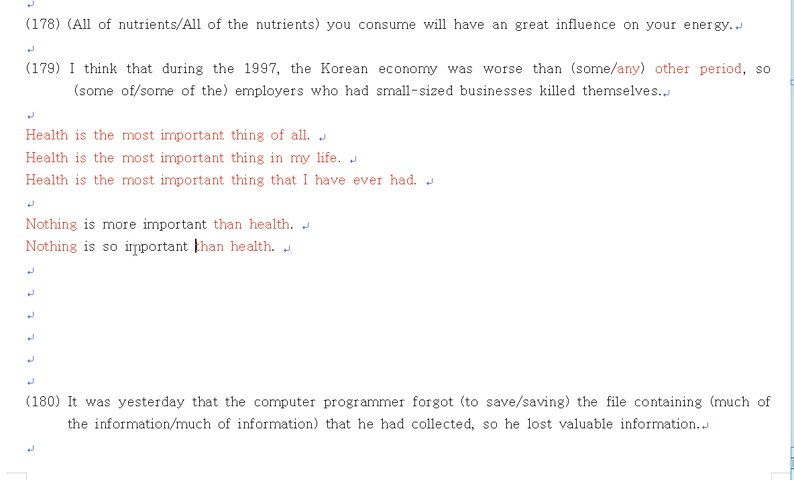 (178) (All of nutrients/All of the nutrients) you consume will have an great influence on your energy.
(179) I think that during the 1997, the Korean economy was worse than (some/any) other period, so
(some of/some of the) employers who had small-sized businesses killed themselves.
Health is the most important thing of all.
Health is the most important thing in my life.
Health is the most important thing that I have ever had.
Nothing is more important than health.
Nothing is so important than health.
(180) It was yesterday that the computer programmer forgot (to save/saving) the file containing (much of
the information/much of information) that he had collected, so he lost valuable information.